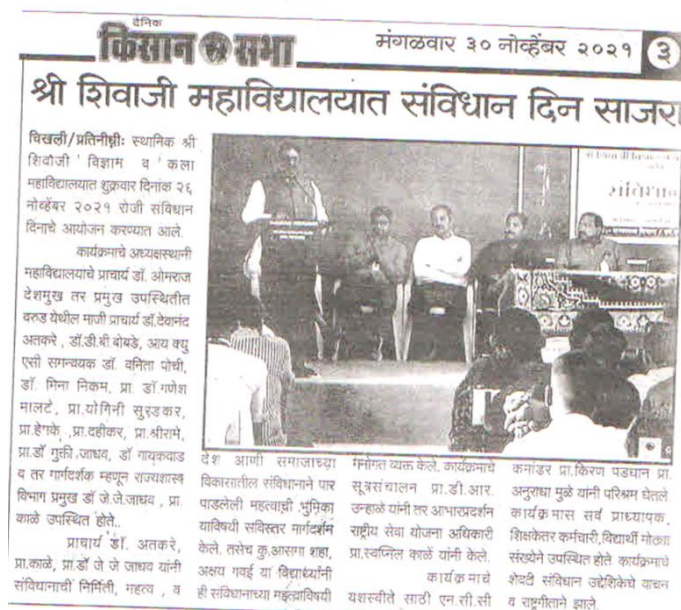 दैनिक
किसान सभा
मंगळवार ३० नोव्हेंबर २०२१
३
श्री शिवाजी महाविद्यालयात संविधान दिन साजरा
चिखली/प्रतिनीधीः स्थानिक श्री
शिवोजी विज्ञाम व कला
महाविद्यालयात शुक्रवार दिनांक २६
नोव्हेंबर २०२१ रोजी संविधान
दिनाचे आयोजन करण्यात आले.
कार्यक्रमाचे अध्यक्षस्थानी
महाविद्यालयाचे प्राचार्य डॉ. ओमराज
देशमुख तर प्रमुख उपस्थितीत
वरुड येथील माजी प्राचार्य डॉ.देवानंद
अतकरे, डॉ.डी.बी बोबडे, आय क्यु
एसी समन्वयक डॉ. वनिता पोच्छी,
डॉ. मिना निकम, प्रा. डॉ गणेश
मालटे, प्रा.योगिनी सुरडकर,
प्रा.हेगके ,प्रा.दहीकर, प्रा.श्रीरामे,
प्रा.डॉ मुक्ती.जाधव, डॉ गायकवाड
व तर मार्गदर्शक म्हणून राज्यशास्त्र
विभाग प्रमुख डॉ जे.जे.जाधव , प्रा.
काळे उपस्थित होते..
प्राचार्य डॉ. अतकरे,
प्रा.काळे, प्रा.डॉ जे जे जाधव यांनी
संविधानाची निर्मिती, महत्व , व
देश आणी समाजाच्या
विकासातील संविधानाने पार
पाडलेली महत्वाची भुमिका
याविषयी सविस्तर मार्गदर्शन
केले. तसेच कु.आसमा शहा,
अक्षय गवई या विद्यार्थ्यांनी
ही संविधानाच्या महत्वाविषयी
मनोगत व्यक्त केले. कार्यक्रमाचे
सूत्रसंचालन प्रा.डी.आर.
उन्हाळे यांनी तर आभारप्रदर्शन
राष्ट्रीय सेवा योजना अधिकारी
प्रा.स्वप्निल काळे यांनी केले.
कार्यक्रमाचे
यशस्वीते साठी एन.सी.सी
कमांडर प्रा.किरण पडघान प्रा.
अनुराधा मुळे यांनी परिश्रम घेतले
कार्यक्रमास सर्व प्राध्यापक,
शिक्षकेतर कर्मचारी,विद्यार्थी मोठ्या
संख्येने उपस्थित होते कार्यक्रमाचे
शेवटी संविधान उद्देशिकेचे वाचन
व राष्ट्रगीताने झाले.